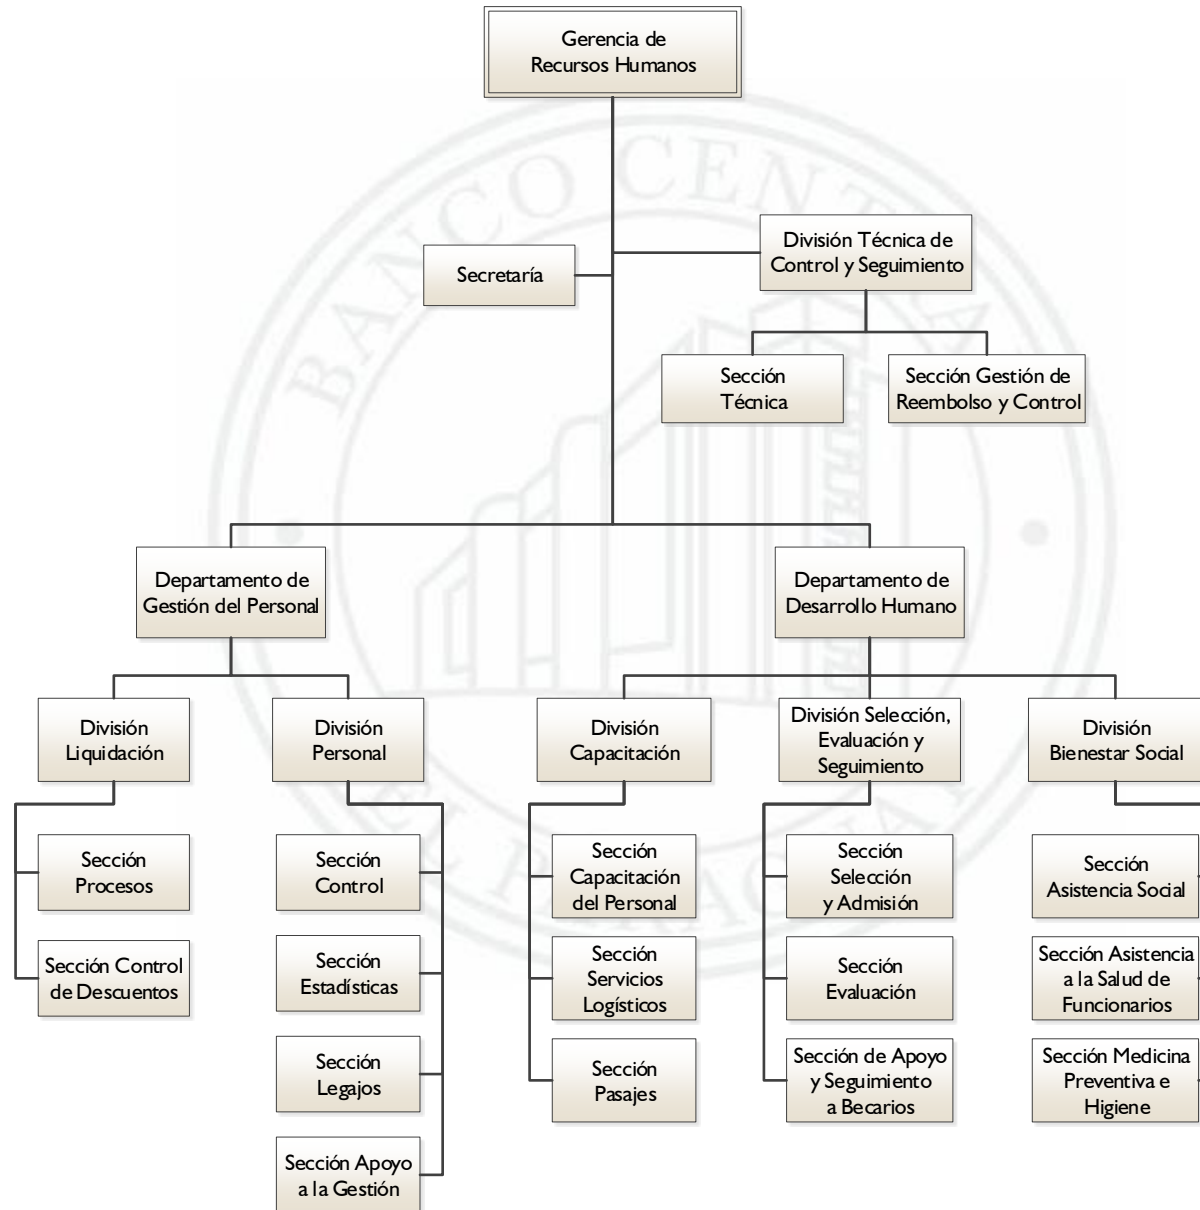 Gerencia de
Recursos Humanos
División Técnica de
Control y Seguimiento
Secretaría
Sección
Técnica
Sección Gestión de
Reembolso y Control
Departamento de
Gestión del Personal
Departamento de
Desarrollo Humano
División
Liquidación
División
Personal
División
Capacitación
División Selección,
Evaluación y
Seguimiento
División
Bienestar Social
Sección
Procesos
Sección
Control
Sección
Capacitación
del Personal
Sección
Selección
y Admisión
Sección
Asistencia Social
Sección Control
de Descuentos
Sección
Estadísticas
Sección
Servicios
Logísticos
Sección
Evaluación
Sección Asistencia
a la Salud de
Funcionarios
Sección
Legajos
Sección
Pasajes
Sección de Apoyo
y Seguimiento
a Becarios
Sección Medicina
Preventiva e
Higiene
Sección Apoyo
a la Gestión
BANCO CENTRAL